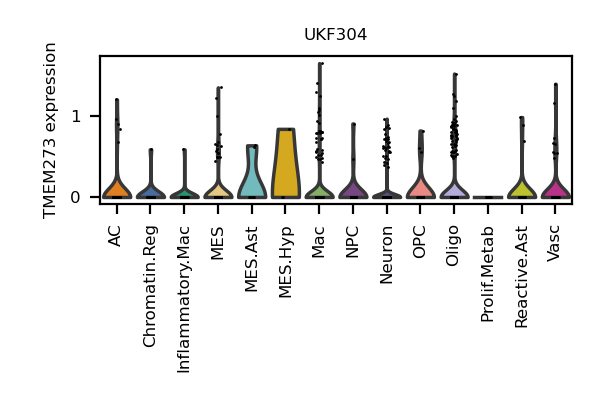 UKF304
TMEM273 expression
1
0
AC
Chromatin.Reg
Inflammatory.Mac
MES
MES.Ast
MES.Hyp
Mac
NPC
Neuron
OPC
Oligo
Prolif.Metab
Reactive.Ast
Vasc